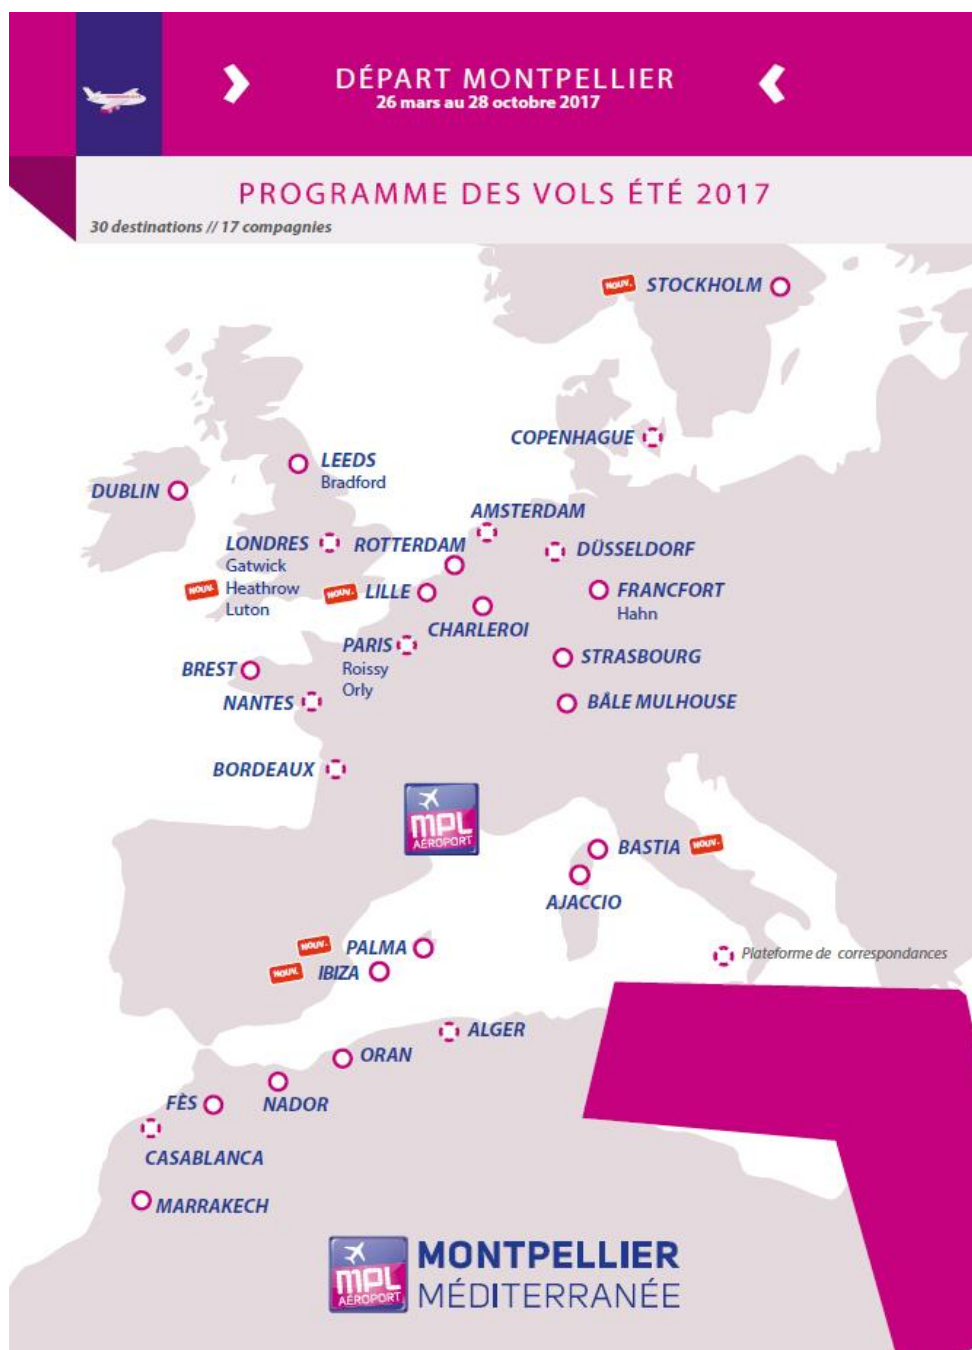 DÉPART MONTPELLIER
26 mars au 28 octobre 2017
PROGRAMME DES VOLS ÉTÉ 2017
30 destinations // 17 compagnies
NOUV. STOCKHOLM
COPENHAGUE
LEEDS
Bradford
DUBLIN
AMSTERDAM
LONDRES
Gatwick
NOUV. Heathrow
Luton
ROTTERDAM
DÜSSELDORF
NOUV. LILLE
FRANCFORT
Hahn
CHARLEROI
PARIS
Roissy
Orly
STRASBOURG
BREST
NANTES
BÂLE MULHOUSE
BORDEAUX
MPL
AÉROPORT
BASTIA NOUV.
AJACCIO
NOUV. PALMA
NOUV. IBIZA
Plateforme de correspondances
ALGER
ORAN
NADOR
FÈS
CASABLANCA
MARRAKECH
MPL
AÉROPORT
MONTPELLIER
MÉDITERRANÉE